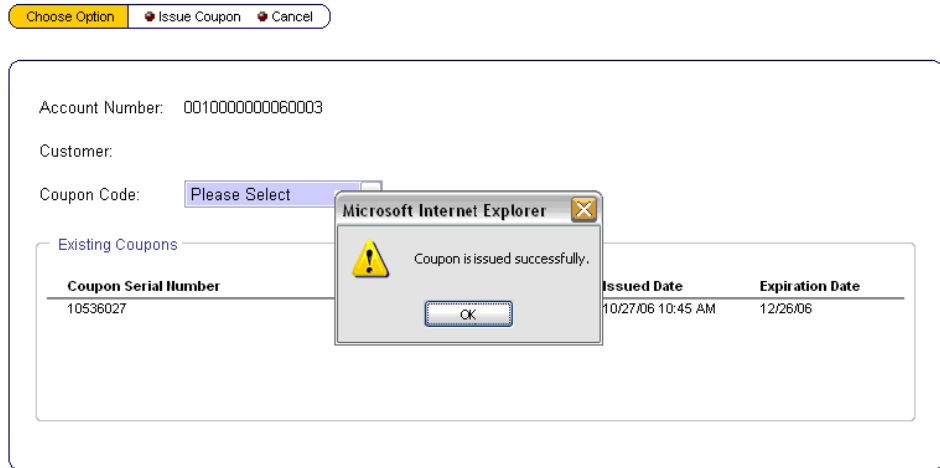 Choose Option Issue Coupon Cancel
Account Number: 0010000000060003
Customer:
Coupon Code: Please Select
Microsoft Internet Explorer
Coupon is issued successfully.
OK
Existing Coupons
Coupon Serial Number Issued Date Expiration Date
10536027 10/27/06 10:45 AM 12/26/06